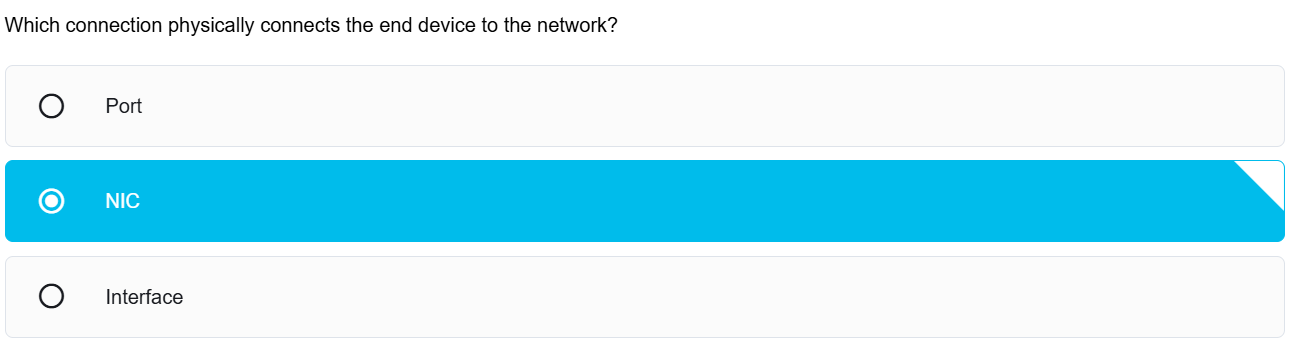 Which connection physically connects the end device to the network?
Port
NIC
Interface